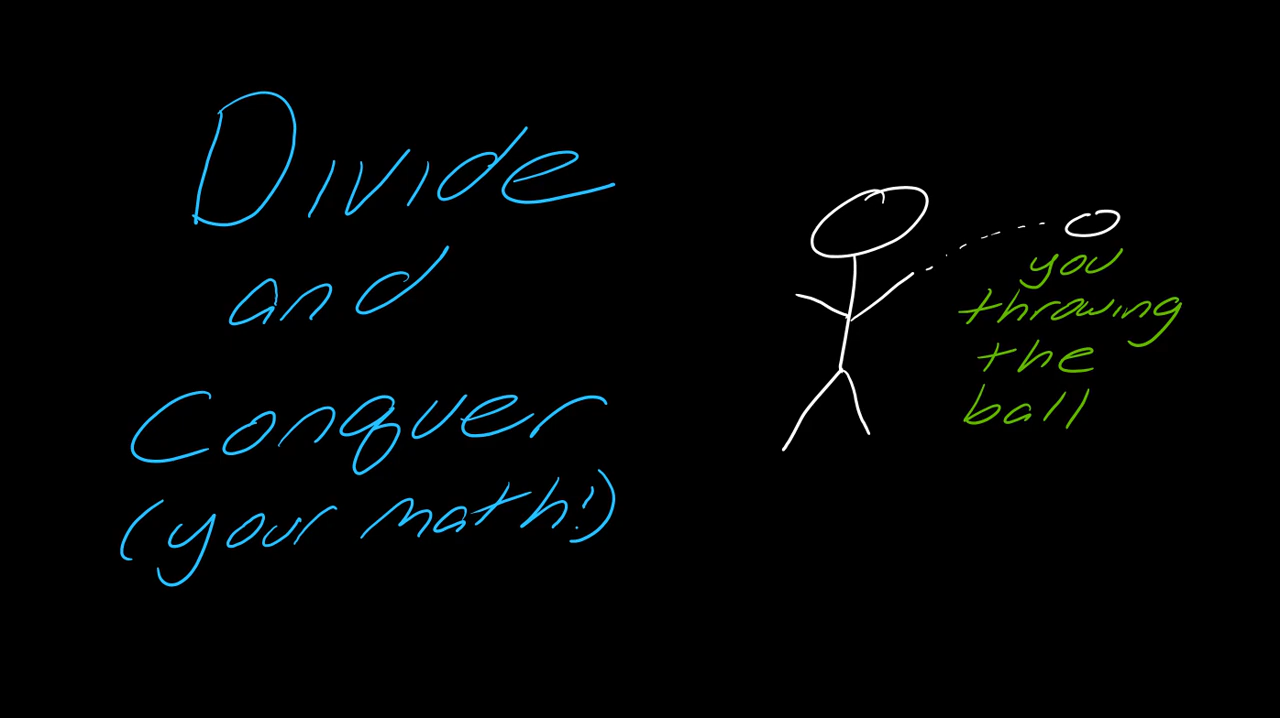 Divide
and
Conquer
(your math!)
you
throwing
the
ball